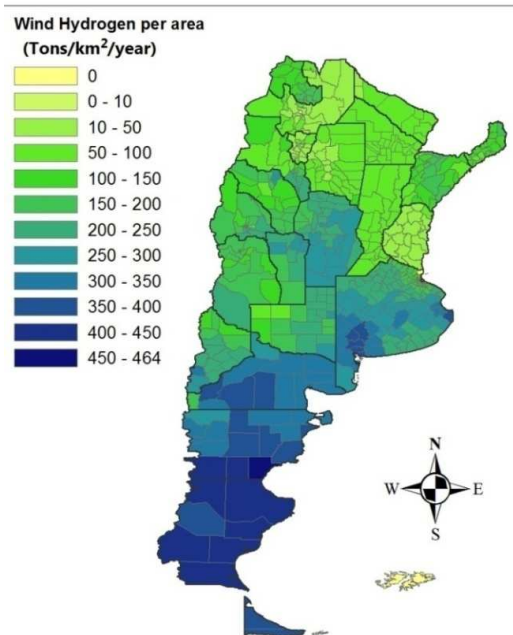 Wind Hydrogen per area
(Tons/km²/year)
0
0 - 10
10 - 50
50 - 100
100 - 150
150 - 200
200 - 250
250 - 300
300 - 350
350 - 400
400 - 450
450 - 464
N
W E
S